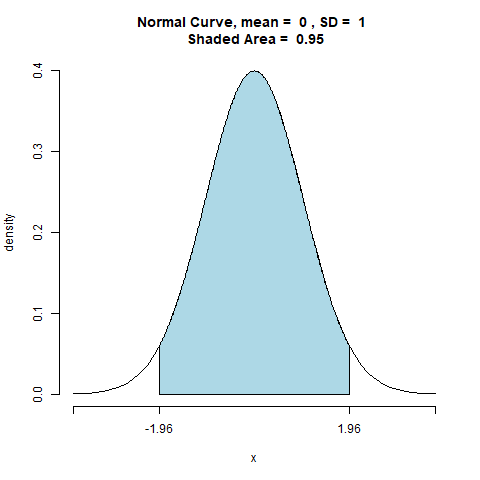 Normal Curve, mean =  0 , SD =  1
Shaded Area =  0.95
0.4
0.3
0.2
0.1
0.0
density
-1.96
1.96
x